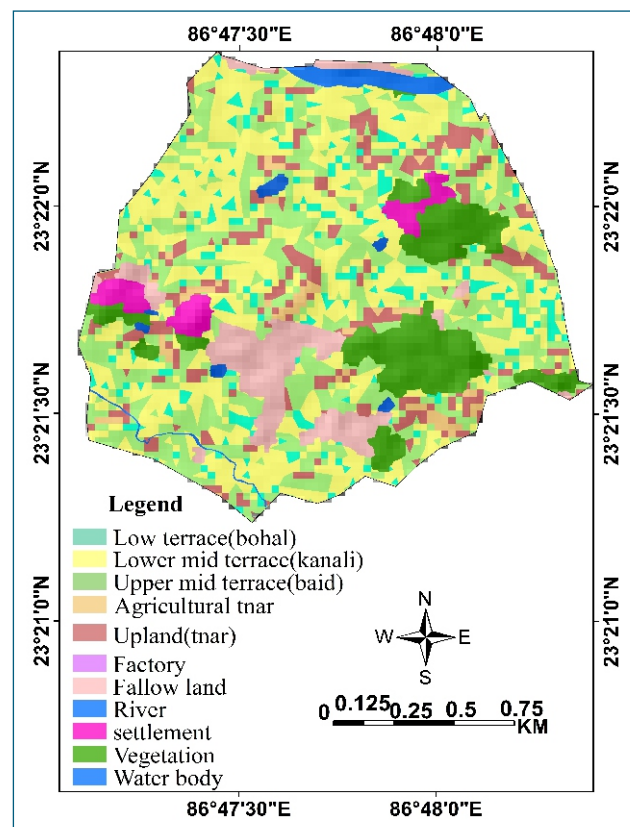 86°47'30"E 86°48'0"E
23°22'0"N 23°22'0"N
23°21'30"N 23°21'30"N
23°21'0"N 23°21'0"N
Legend
Low terrace(bohal)
Lower mid terrace(kanali)
Upper mid terrace(baid)
Agricultural tnar
Upland(tnar)
Factory
Fallow land
River
settlement
Vegetation
Water body
N
W E
S
0 0.125 0.25 0.5 0.75
KM
86°47'30"E 86°48'0"E